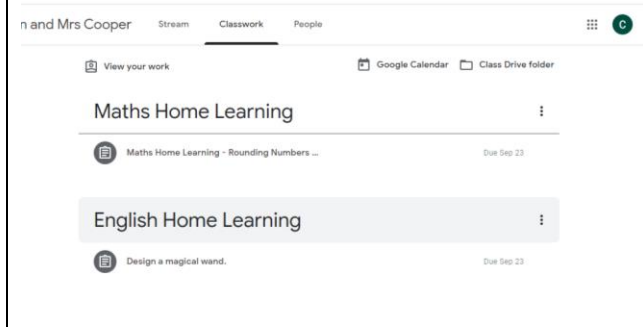 n and Mrs Cooper Stream Classwork People C
View your work Google Calendar Class Drive folder
Maths Home Learning
Maths Home Learning - Rounding Numbers ... Due Sep 23
English Home Learning
Design a magical wand. Due Sep 23